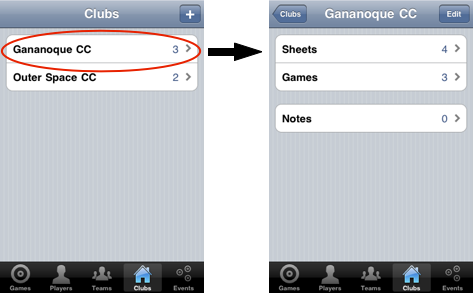 Clubs +
Gananoque CC 3
Outer Space CC 2
Games Players Teams Clubs Events
Clubs Gananoque CC Edit
Sheets 4
Games 3
Notes 0
Games Players Teams Clubs Events